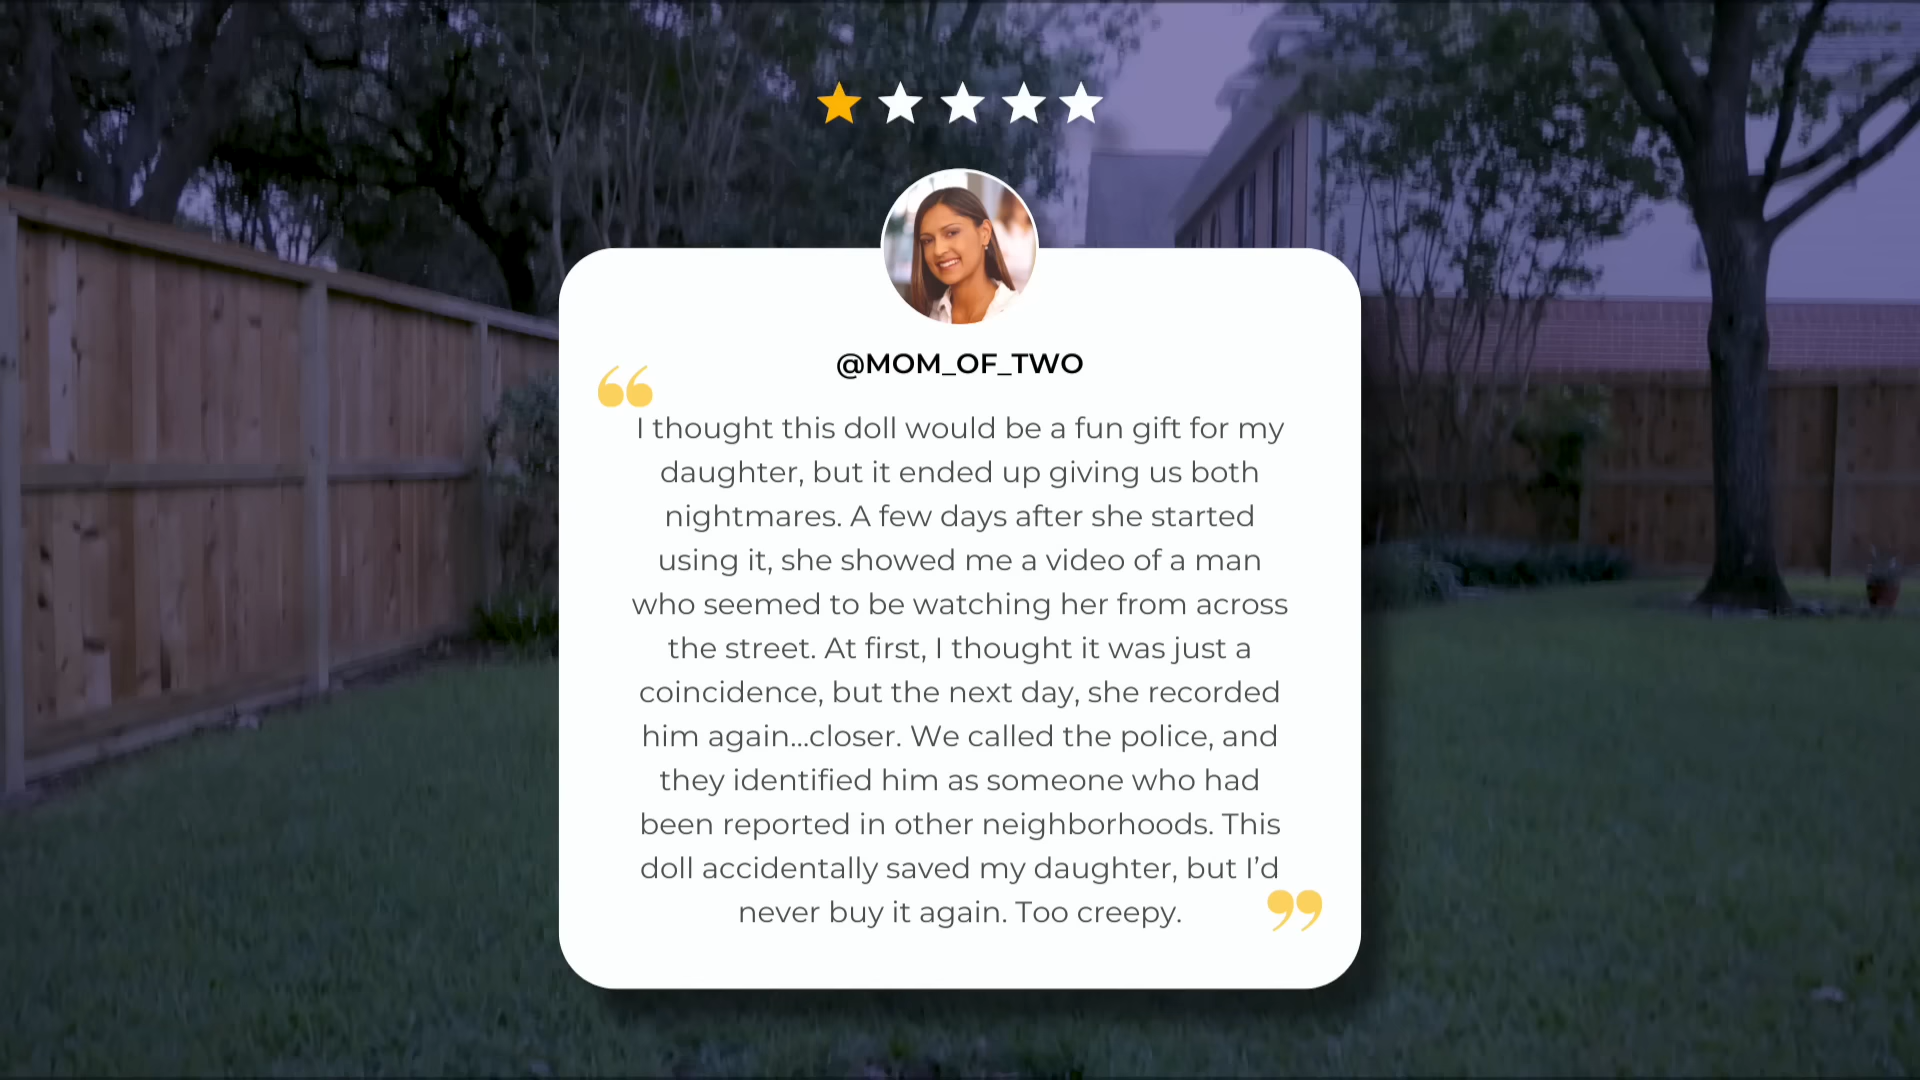 @MOM_OF_TWO
“
I thought this doll would be a fun gift for my
daughter, but it ended up giving us both
nightmares. A few days after she started
using it, she showed me a video of a man
who seemed to be watching her from across
the street. At first, I thought it was just a
coincidence, but the next day, she recorded
him again...closer. We called the police, and
they identified him as someone who had
been reported in other neighborhoods. This
doll accidentally saved my daughter, but I’d
never buy it again. Too creepy.
”